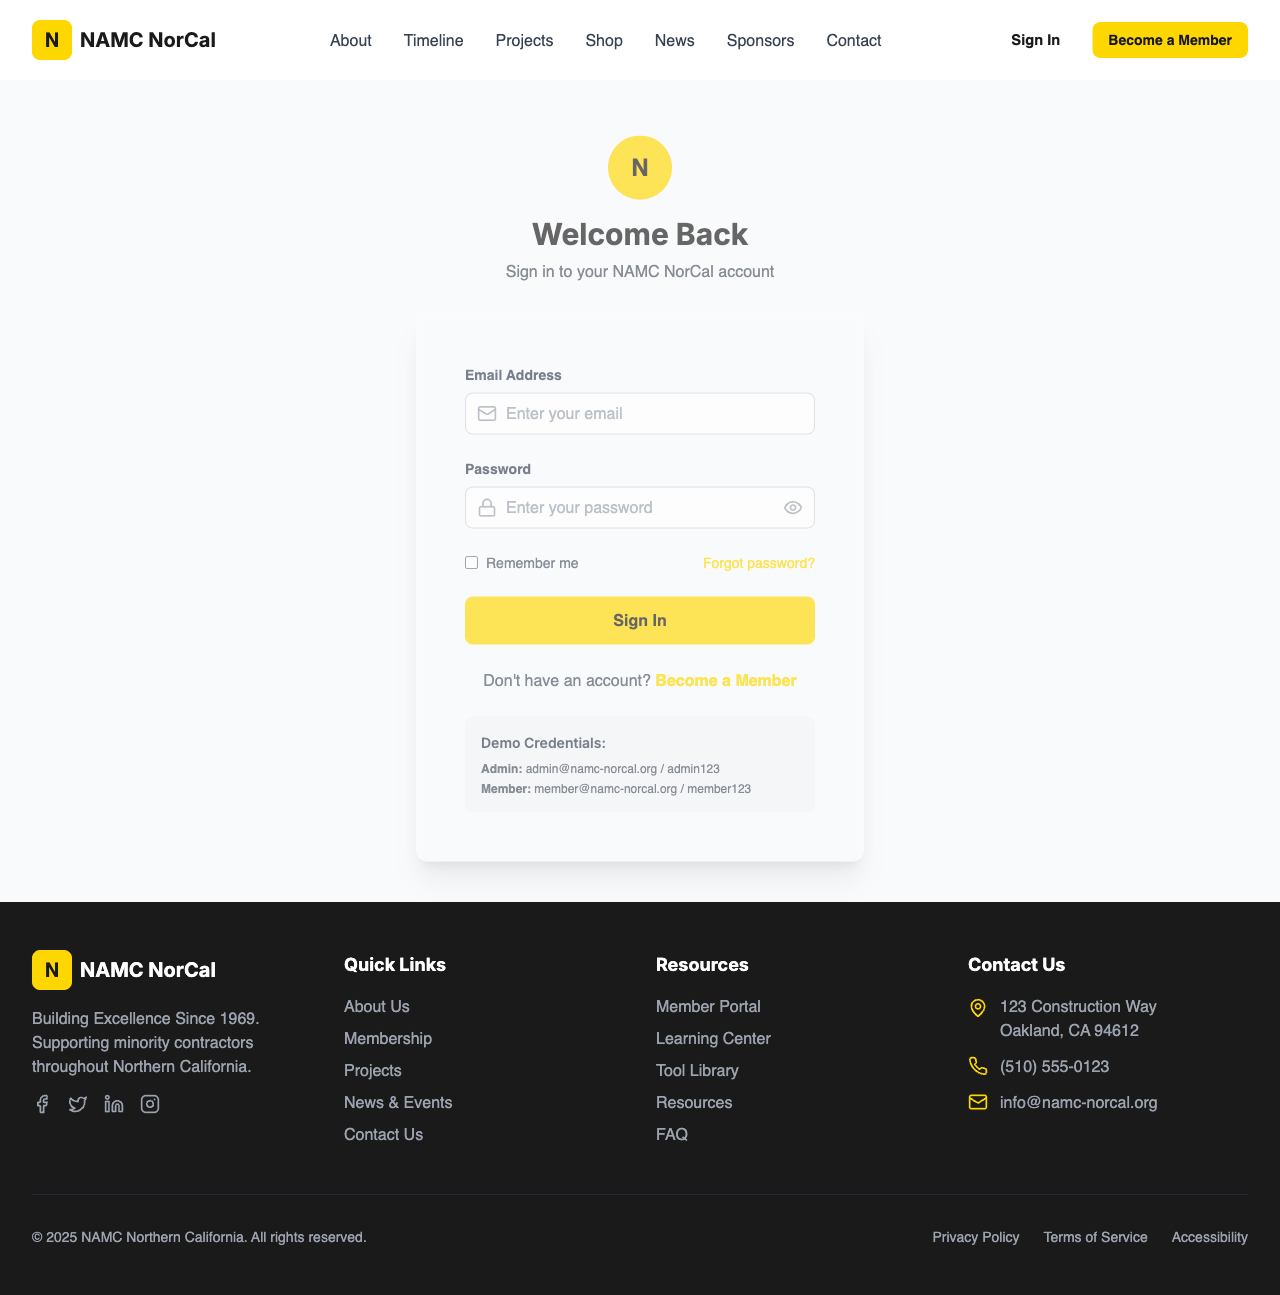 N NAMC NorCal
About Timeline Projects Shop News Sponsors Contact
Sign In Become a Member
N
Welcome Back
Sign in to your NAMC NorCal account
Email Address
Enter your email
Password
Enter your password
Remember me Forgot password?
Sign In
Don't have an account? Become a Member
Demo Credentials:
Admin: admin@namc-norcal.org / admin123
Member: member@namc-norcal.org / member123
N NAMC NorCal
Building Excellence Since 1969.
Supporting minority contractors
throughout Northern California.
Quick Links
About Us
Membership
Projects
News & Events
Contact Us
Resources
Member Portal
Learning Center
Tool Library
Resources
FAQ
Contact Us
123 Construction Way
Oakland, CA 94612
(510) 555-0123
info@namc-norcal.org
© 2025 NAMC Northern California. All rights reserved.
Privacy Policy Terms of Service Accessibility